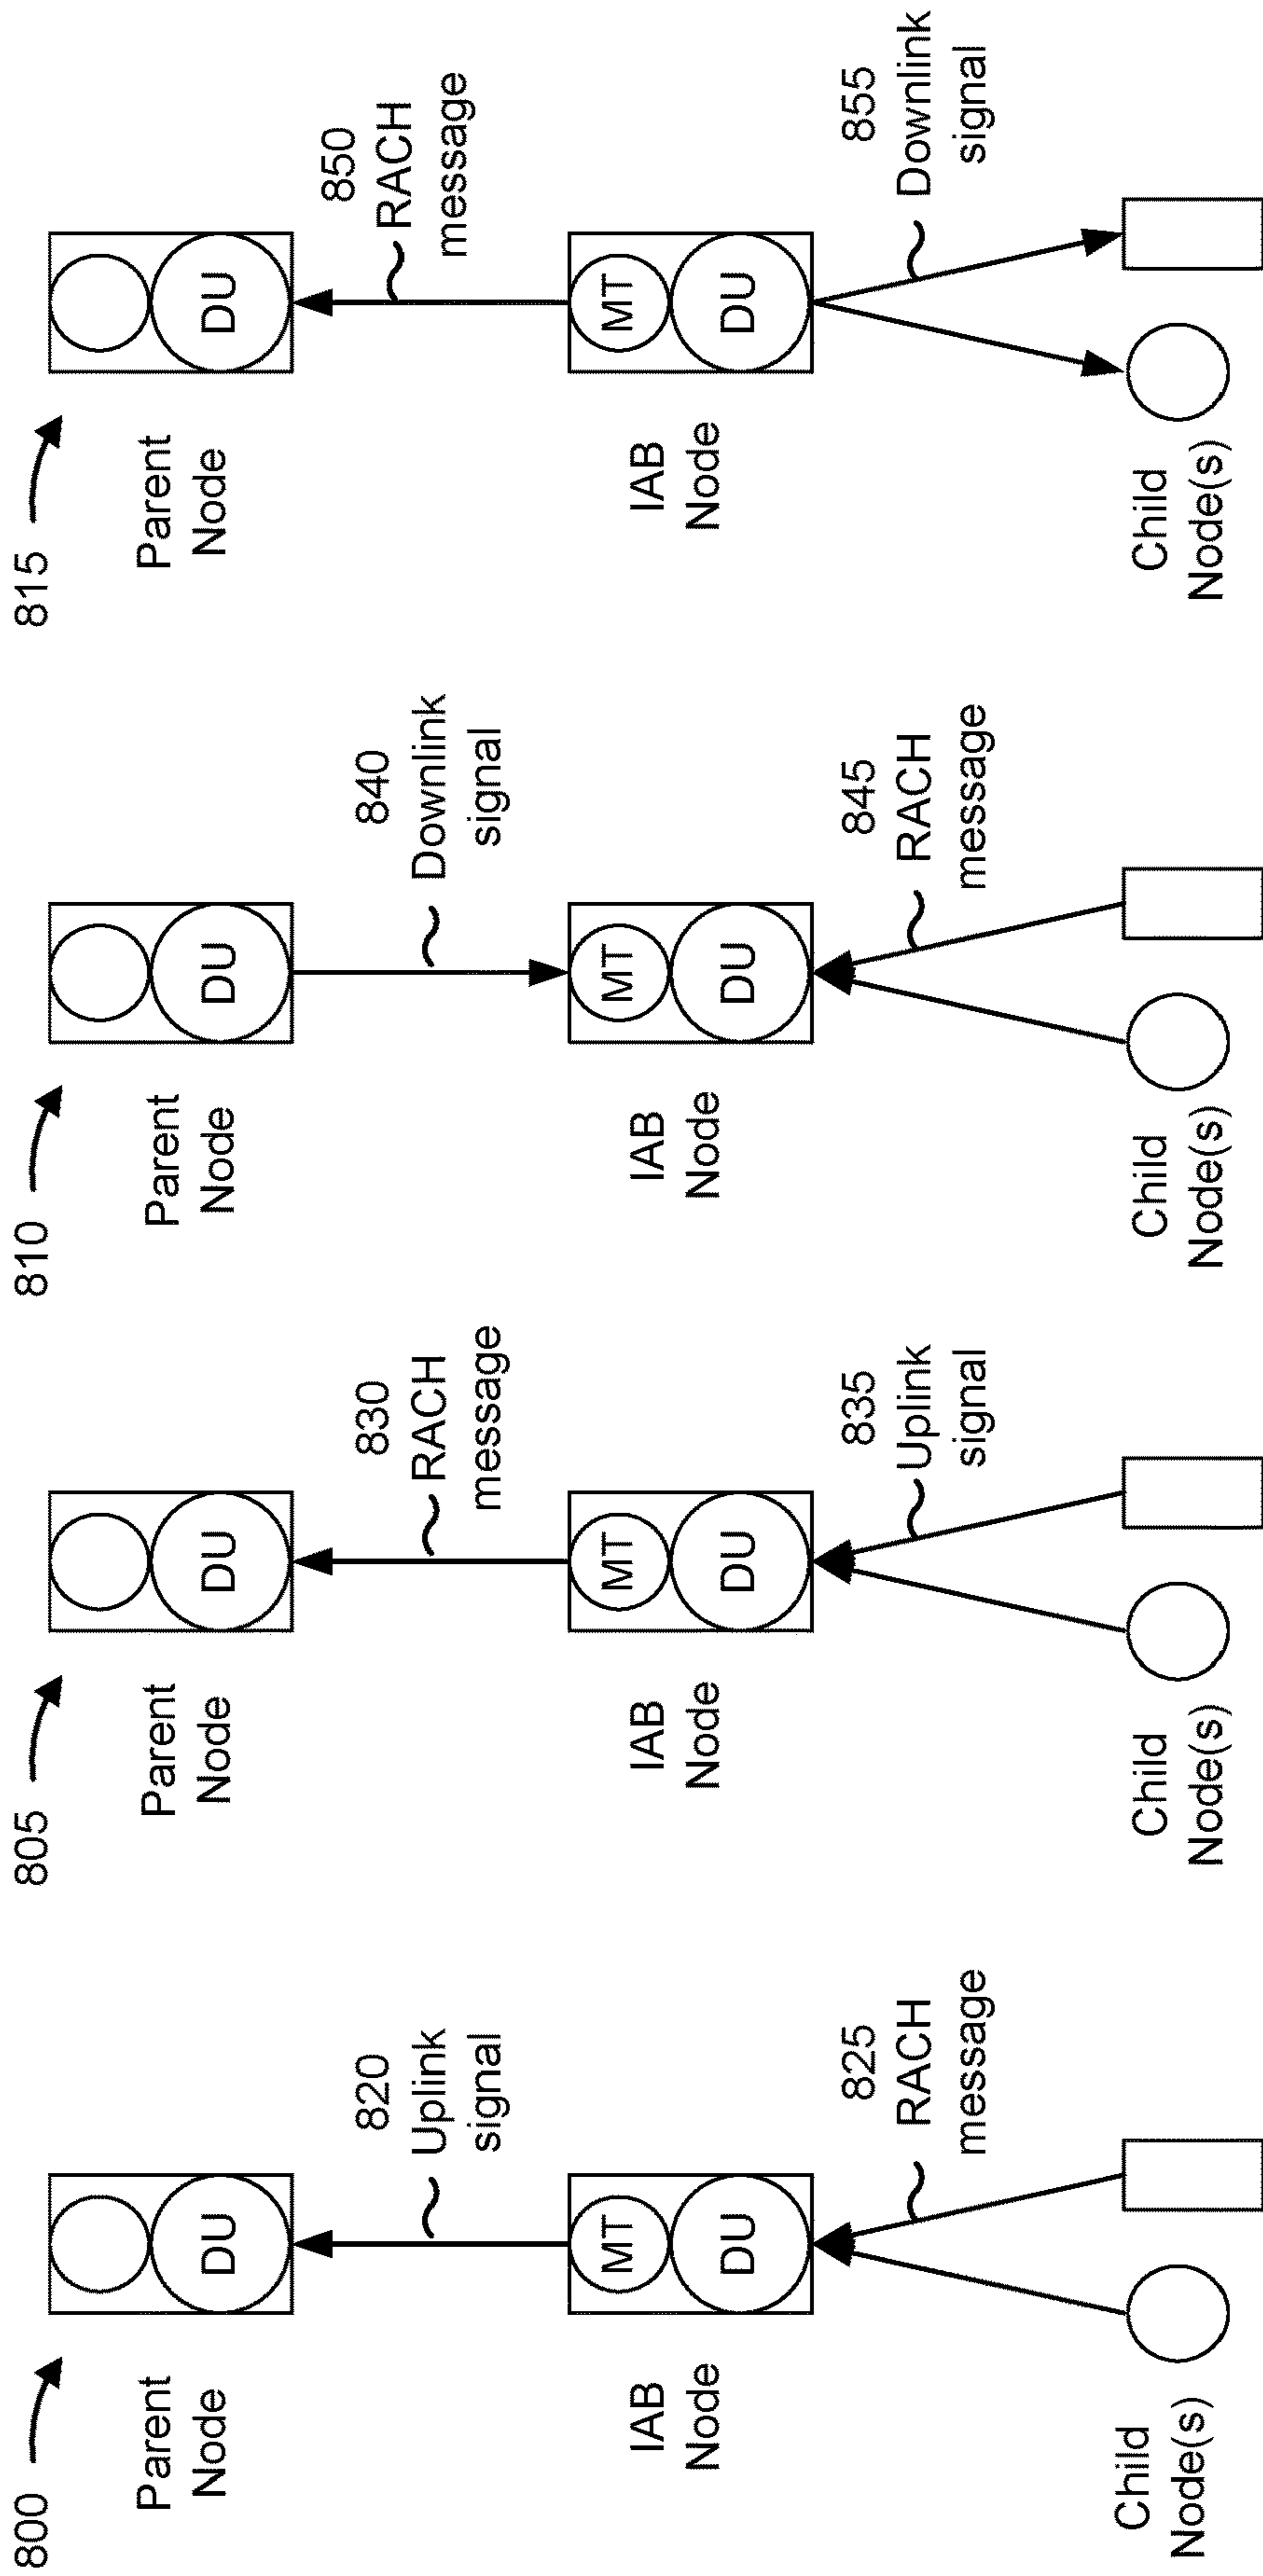 800
Parent
Node
820
Uplink
signal
DU
IAB
Node
MT
DU
825
RACH
message
Child
Node(s)
805
Parent
Node
830
RACH
message
DU
IAB
Node
MT
DU
835
Uplink
signal
Child
Node(s)
810
Parent
Node
840
Downlink
signal
DU
IAB
Node
MT
DU
845
RACH
message
Child
Node(s)
815
Parent
Node
850
RACH
message
DU
IAB
Node
MT
DU
855
Downlink
signal
Child
Node(s)